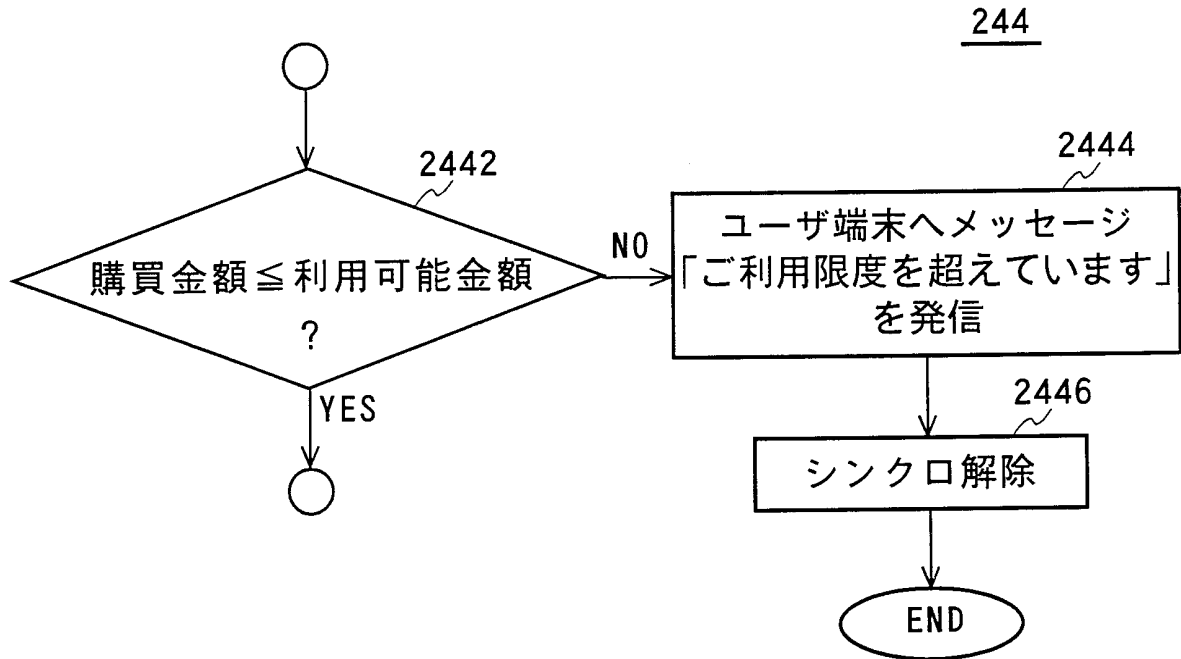 244
2442
購買金額≦利用可能金額
?
NO
YES
2444
ユーザ端末へメッセージ
「ご利用限度を超えています」
を発信
2446
シンクロ解除
END